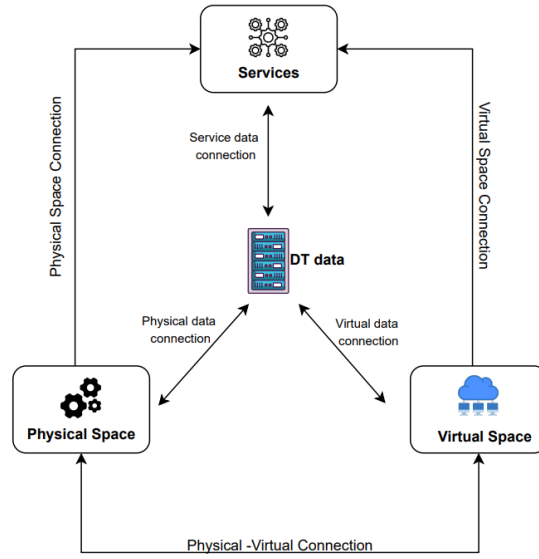 Services
Physical Space Connection
Virtual Space Connection
Service data
connection
DT data
Physical data
connection
Virtual data
connection
Physical Space
Virtual Space
Physical -Virtual Connection